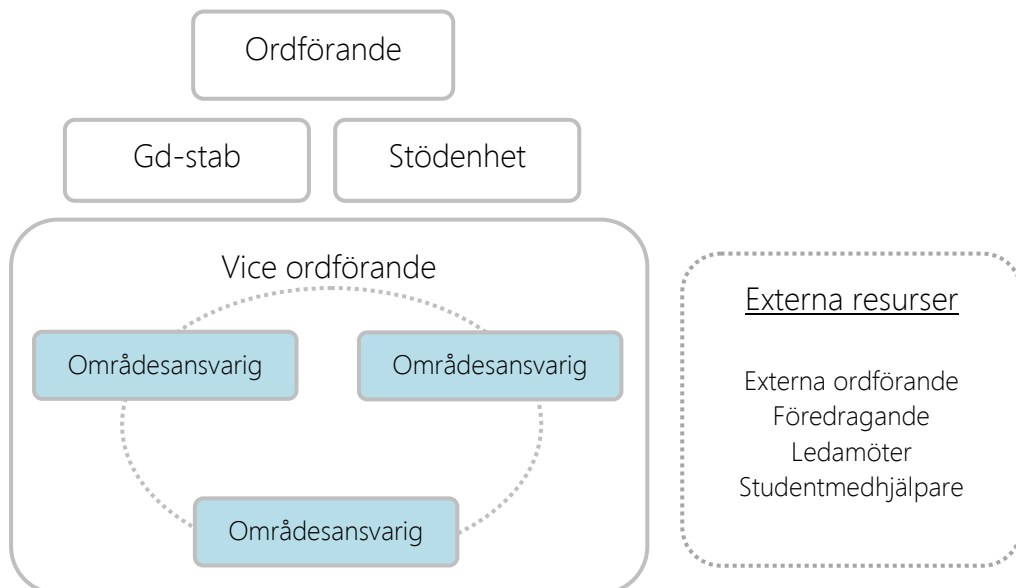 Ordförande
Gd-stab
Stödenhet
Vice ordförande
Områdesansvarig
Områdesansvarig
Områdesansvarig
Externa resurser
Externa ordförande
Föredragande
Ledamöter
Studentmedhjälpare